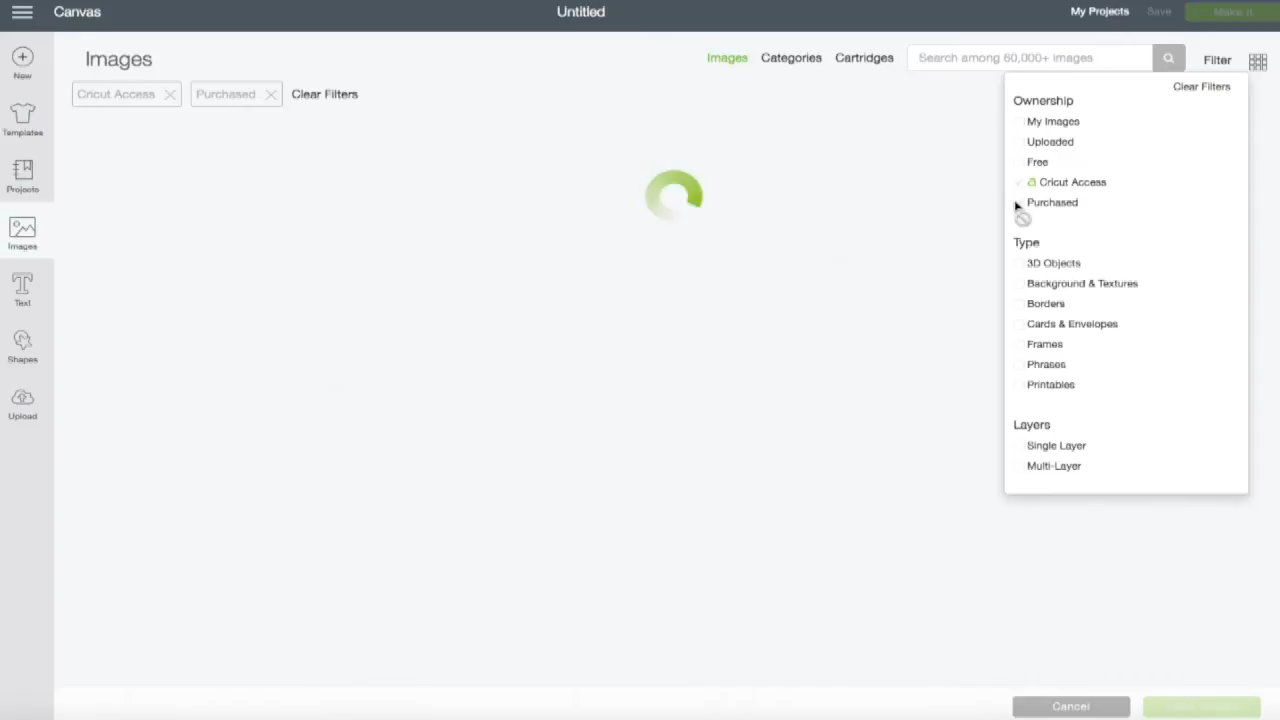 Canvas
Untitled
My Projects
Save
Make It
New
Templates
Projects
Images
Text
Shapes
Upload
Images
Images
Categories
Cartridges
Search among 60,000+ images
Filter
Cricut Access
Purchased
Clear Filters
Clear Filters
Ownership
My Images
Uploaded
Free
Cricut Access
Purchased
Type
3D Objects
Background & Textures
Borders
Cards & Envelopes
Frames
Phrases
Printables
Layers
Single Layer
Multi-Layer
Cancel